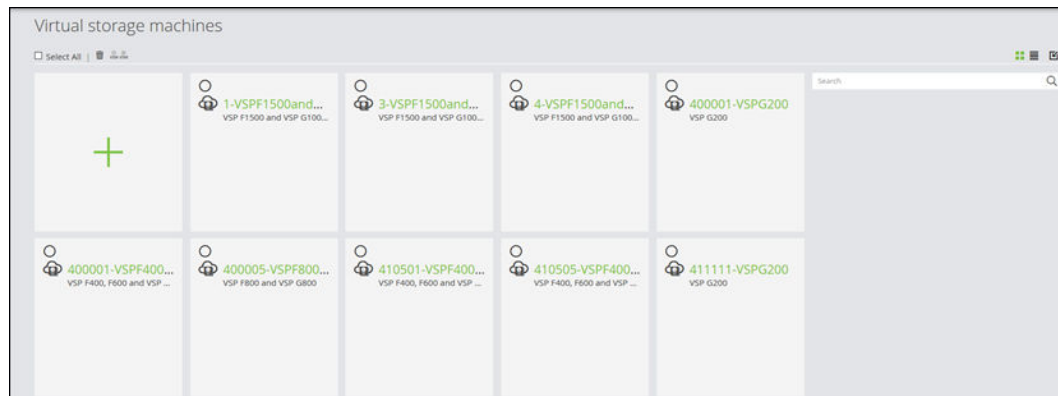 Virtual storage machines
Select All |
Search
1-VSPF1500and...
VSP F1500 and VSP G100...
3-VSPF1500and...
VSP F1500 and VSP G100...
4-VSPF1500and...
VSP F1500 and VSP G100...
400001-VSPG200
VSP G200
400001-VSPF400...
VSP F400, F600 and VSP ...
400005-VSPF800...
VSP F800 and VSP G800
410501-VSPF400...
VSP F400, F600 and VSP ...
410505-VSPF400...
VSP F400, F600 and VSP ...
411111-VSPG200
VSP G200